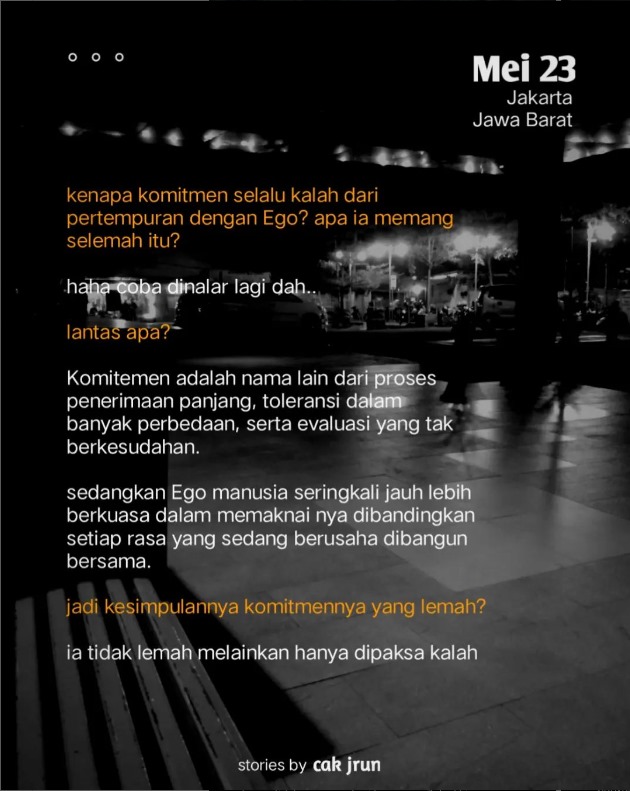 Mei 23
Jakarta
Jawa Barat
kenapa komitmen selalu kalah dari
pertempuran dengan Ego? apa ia memang
selemah itu?
haha coba dinalar lagi dah..
lantas apa?
Komitemen adalah nama lain dari proses
penerimaan panjang, toleransi dalam
banyak perbedaan, serta evaluasi yang tak
berkesudahan.
sedangkan Ego manusia seringkali jauh lebih
berkuasa dalam memaknai nya dibandingkan
setiap rasa yang sedang berusaha dibangun
bersama.
jadi kesimpulannya komitmennya yang lemah?
ia tidak lemah melainkan hanya dipaksa kalah
stories by cak jrun